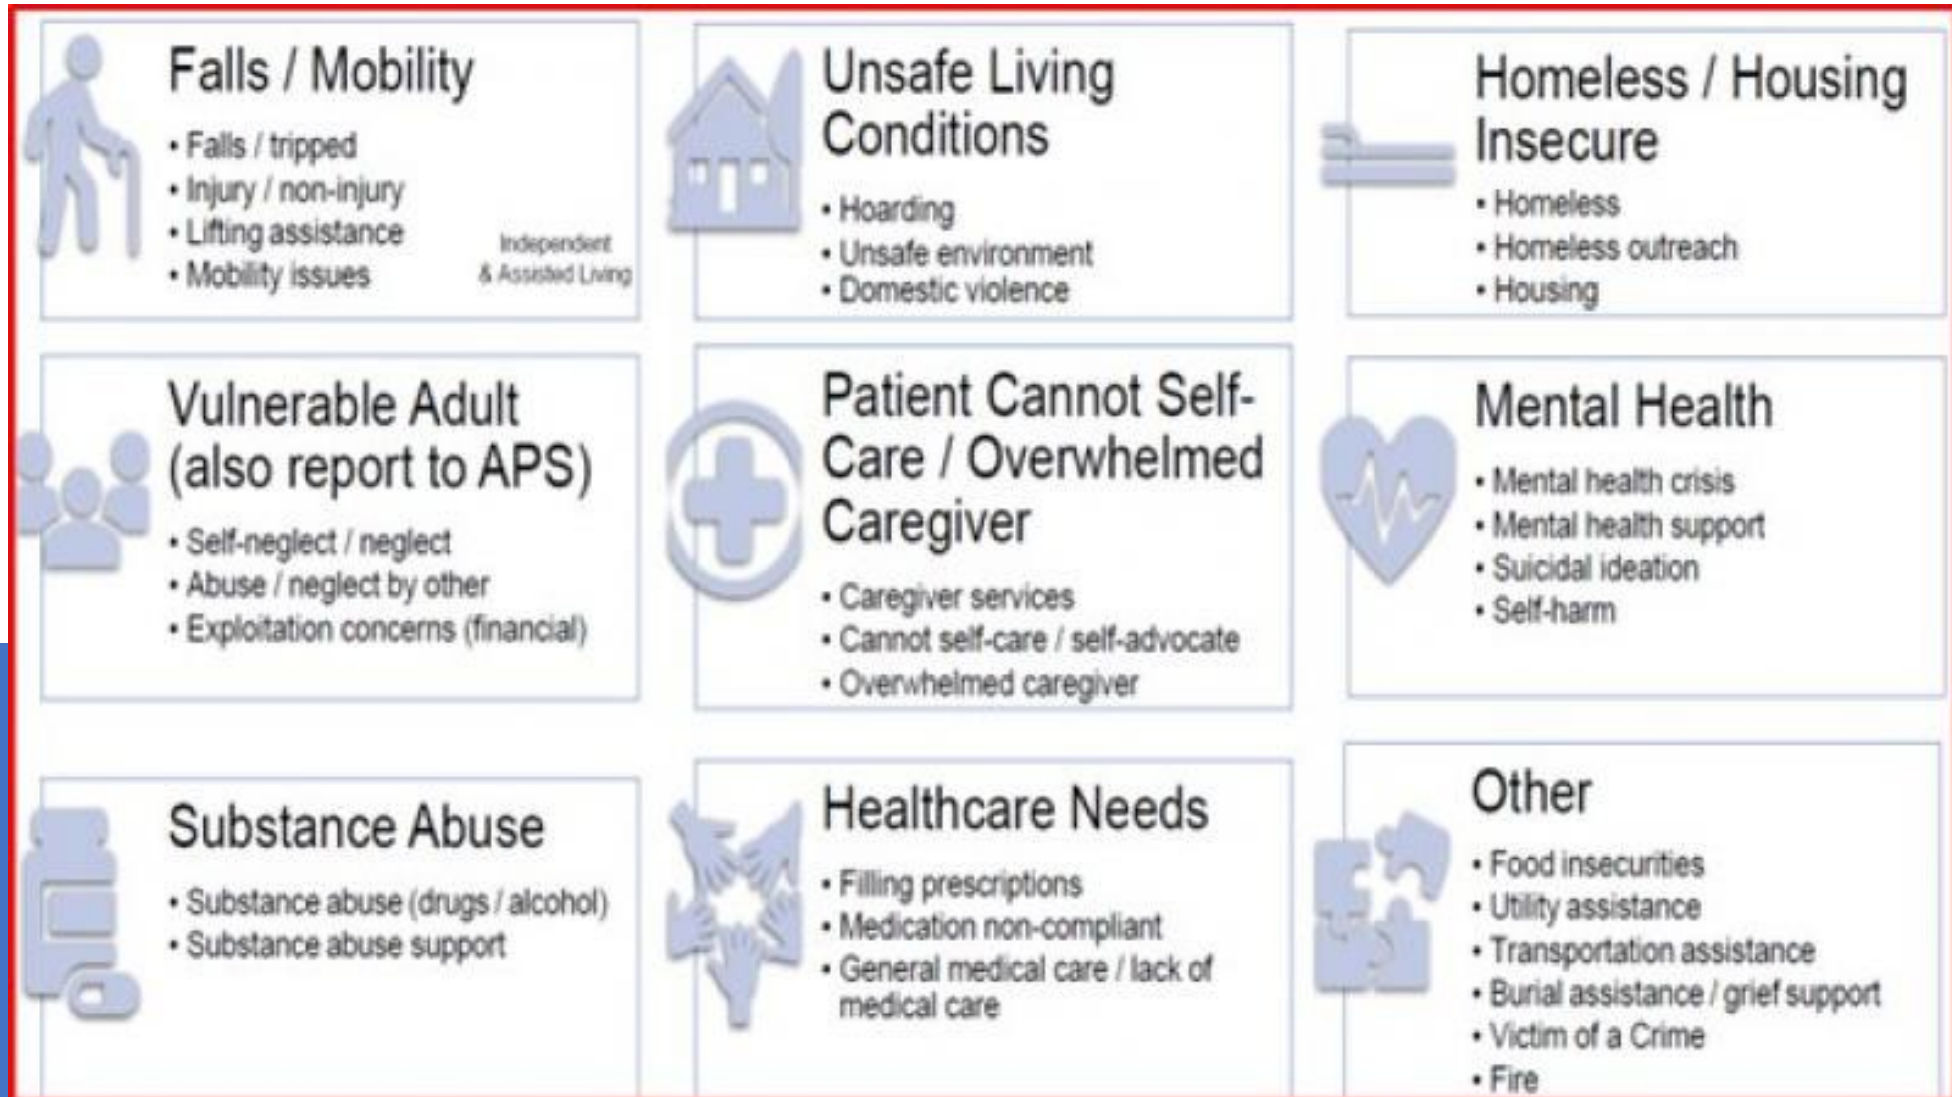 Falls / Mobility
• Falls / tripped
• Injury / non-injury
• Lifting assistance
• Mobility issues
Independent
& Assisted Living
Unsafe Living
Conditions
• Hoarding
• Unsafe environment
• Domestic violence
Homeless / Housing
Insecure
• Homeless
• Homeless outreach
• Housing
Vulnerable Adult
(also report to APS)
• Self-neglect / neglect
• Abuse / neglect by other
• Exploitation concerns (financial)
Patient Cannot Self-
Care / Overwhelmed
Caregiver
• Caregiver services
• Cannot self-care / self-advocate
• Overwhelmed caregiver
Mental Health
• Mental health crisis
• Mental health support
• Suicidal ideation
• Self-harm
Substance Abuse
• Substance abuse (drugs / alcohol)
• Substance abuse support
Healthcare Needs
• Filling prescriptions
• Medication non-compliant
• General medical care / lack of
medical care
Other
• Food insecurities
• Utility assistance
• Transportation assistance
• Burial assistance / grief support
• Victim of a Crime
• Fire